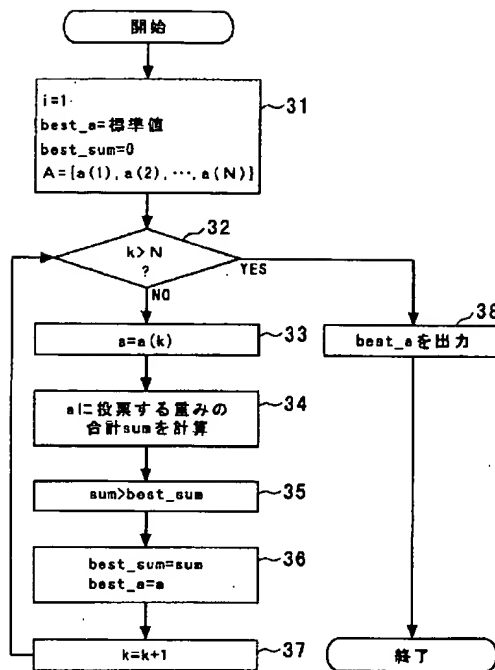 開始
i=1
best_a=標準値
best_sum=0
A={a(1),a(2),…,a(N)}
31
k>N
?
32
YES
NO
s=a(k)
33
aに投票する重みの
合計sumを計算
34
sum>best_sum
35
best_sum=sum
best_a=a
36
k=k+1
37
38
best_aを出力
終了